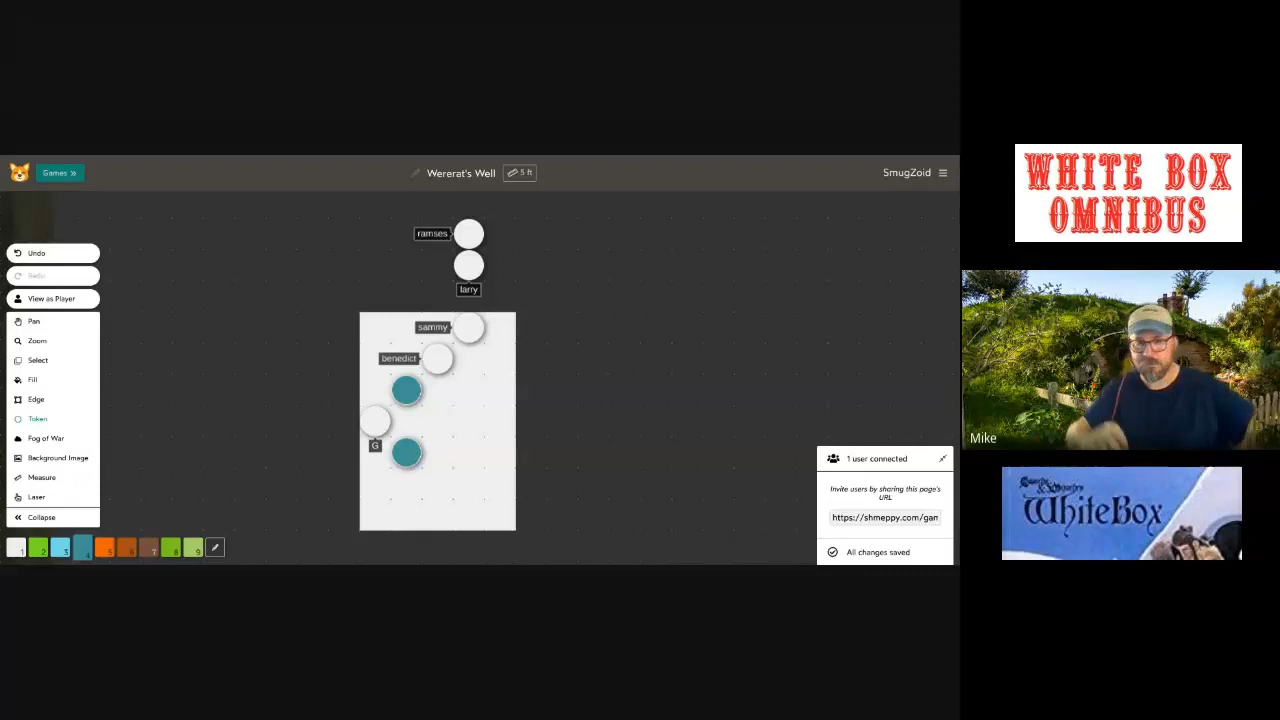 Games »
Wererat's Well
5 ft
SmugZoid
ramses
larry
sammy
benedict
G
Undo
Redo
View as Player
Pan
Zoom
Select
Fill
Edge
Token
Fog of War
Background Image
Measure
Laser
Collapse
1 2 3 4 5 6 7 8 9
1 user connected
Invite users by sharing this page's
URL
https://shmeppy.com/gam
All changes saved
WHITE BOX
OMNIBUS
Mike
Swords
& Wizardry
WhiteBox